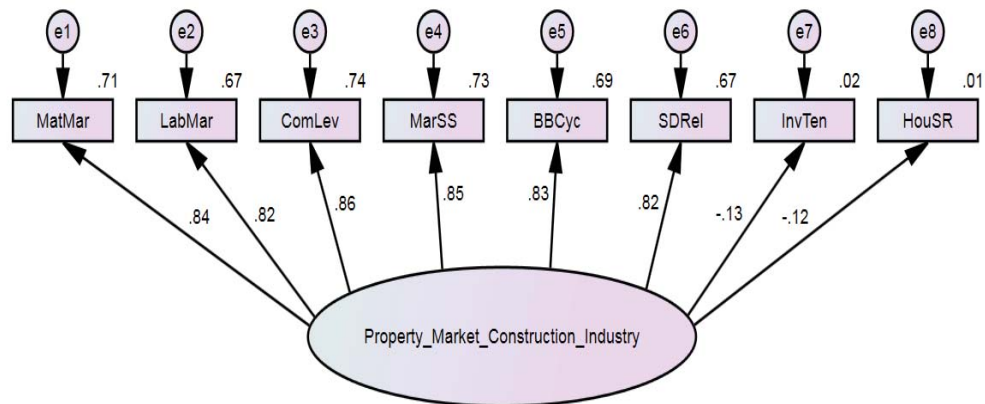 e1 e2 e3 e4 e5 e6 e7 e8
.71 .67 .74 .73 .69 .67 .02 .01
MatMar LabMar ComLev MarSS BBCyc SDRel InvTen HouSR
.84 .82 .86 .85 .83 .82 -.13 -.12
Property_Market_Construction_Industry